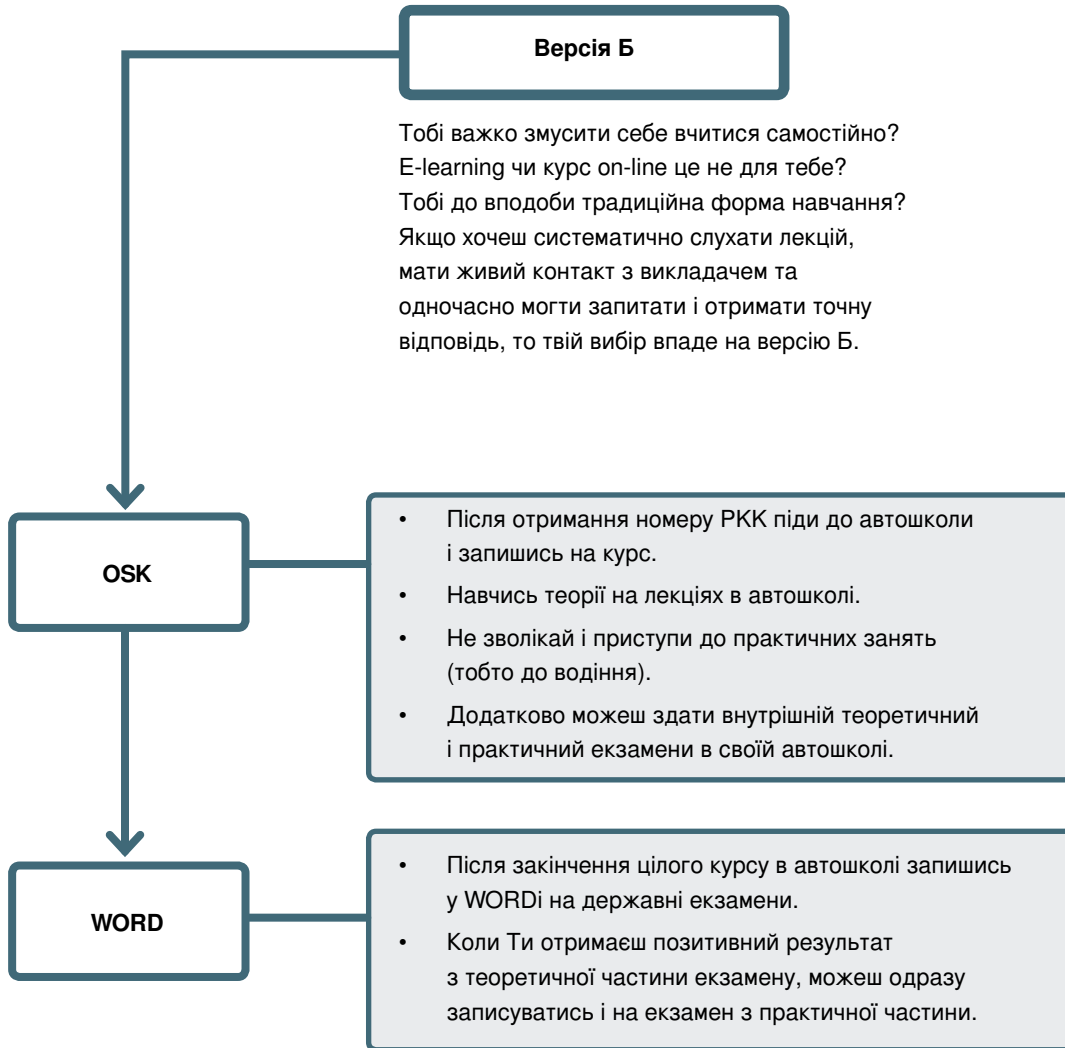 Версія Б
Тобі важко змусити себе вчитися самостійно?
E-learning чи курс on-line це не для тебе?
Тобі до вподоби традиційна форма навчання?
Якщо хочеш систематично слухати лекцій,
мати живий контакт з викладачем та
одночасно могти запитати і отримати точну
відповідь, то твій вибір впаде на версію Б.
OSK
• Після отримання номеру PKK піди до автошколи
і запишись на курс.
• Навчись теорії на лекціях в автошколі.
• Не зволікай і приступи до практичних занять
(тобто до водіння).
• Додатково можеш здати внутрішній теоретичний
і практичний екзамени в своїй автошколі.
WORD
• Після закінчення цілого курсу в автошколі запишись
у WORDі на державні екзамени.
• Коли Ти отримаєш позитивний результат
з теоретичної частини екзамену, можеш одразу
записуватись і на екзамен з практичної частини.